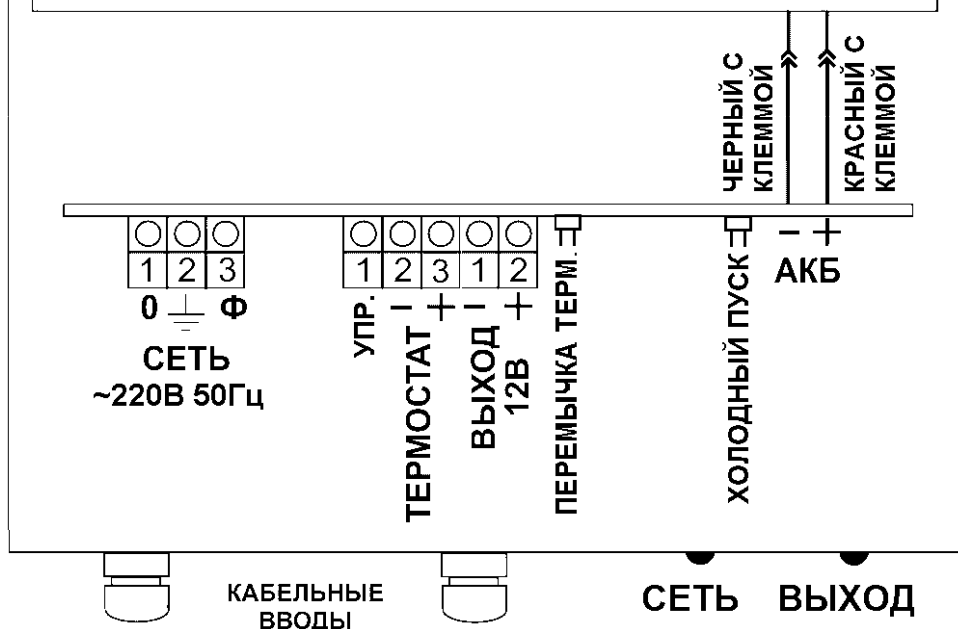 ЧЕРНЫЙ С
КЛЕММОЙ
КРАСНЫЙ С
КЛЕММОЙ
1 2 3
0 Ф
СЕТЬ
~220В 50Гц
1 2 3 1 2
УПР.
− + − +
ТЕРМОСТАТ
ВЫХОД
12В
ПЕРЕМЫЧКА ТЕРМ.
ХОЛОДНЫЙ ПУСК
− +
АКБ
КАБЕЛЬНЫЕ
ВВОДЫ
СЕТЬ ВЫХОД